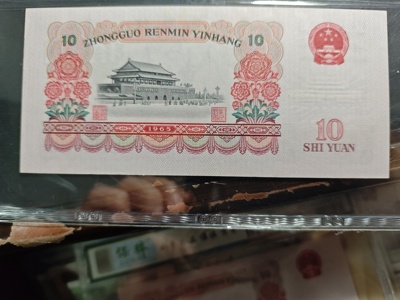 10 ZHONGGUO RENMIN YINHANG 10
1965
10
SHI YUAN